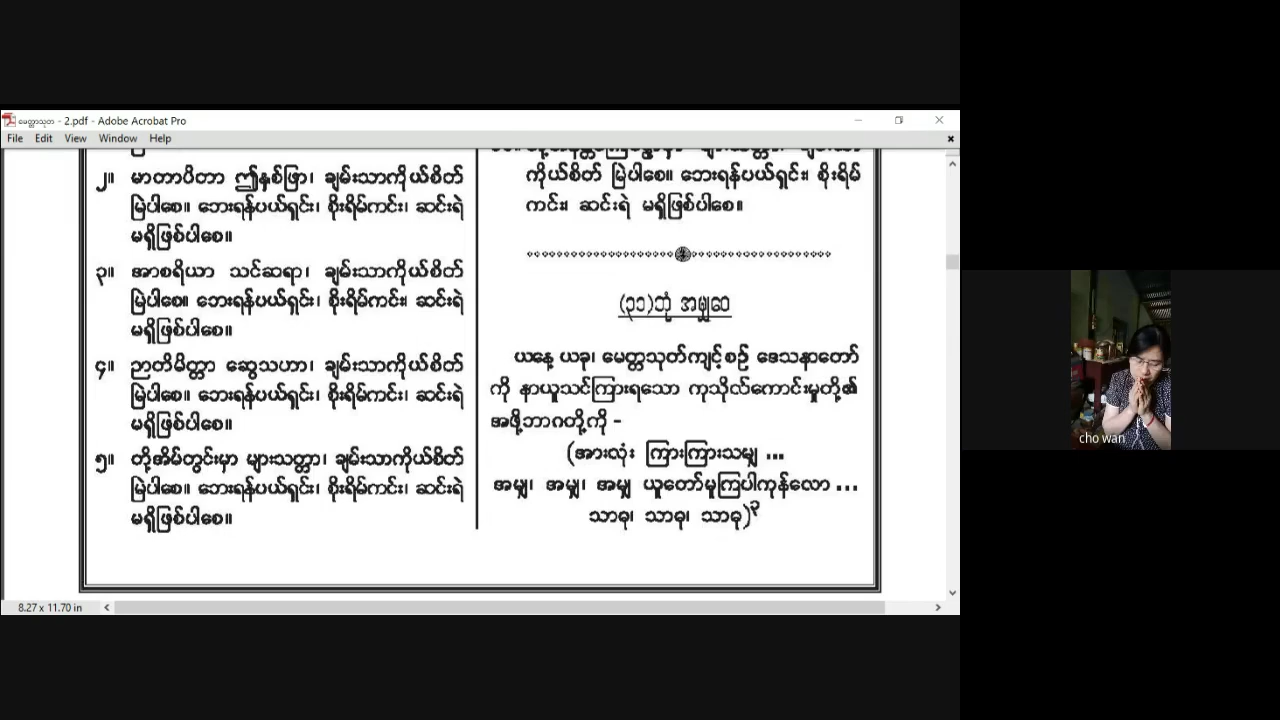 မေတ္တာသုတ - 2.pdf - Adobe Acrobat Pro
File Edit View Window Help
၂။ မာတာပိတာ ဤနှစ်ဖြာ၊ ချမ်းသာကိုယ်စိတ်
မြဲပါစေ။ ဘေးရန်ပယ်ရှင်း၊ စိုးရိမ်ကင်း၊ ဆင်းရဲ
မရှိဖြစ်ပါစေ။
၃။ အာစရိယာ သင်ဆရာ၊ ချမ်းသာကိုယ်စိတ်
မြဲပါစေ။ ဘေးရန်ပယ်ရှင်း၊ စိုးရိမ်ကင်း၊ ဆင်းရဲ
မရှိဖြစ်ပါစေ။
၄။ ဉာတိမိတ္တာ ဆွေသဟာ၊ ချမ်းသာကိုယ်စိတ်
မြဲပါစေ။ ဘေးရန်ပယ်ရှင်း၊ စိုးရိမ်ကင်း၊ ဆင်းရဲ
မရှိဖြစ်ပါစေ။
၅။ တို့အိမ်တွင်းမှာ များသတ္တာ၊ ချမ်းသာကိုယ်စိတ်
မြဲပါစေ။ ဘေးရန်ပယ်ရှင်း၊ စိုးရိမ်ကင်း၊ ဆင်းရဲ
မရှိဖြစ်ပါစေ။
ကိုယ်စိတ် မြဲပါစေ။ ဘေးရန်ပယ်ရှင်း၊ စိုးရိမ်
ကင်း၊ ဆင်းရဲ မရှိဖြစ်ပါစေ။
(၃၁)ဘုံ အမျှဝေ
ယနေ့ ယခု၊ မေတ္တသုတ်ကျင့်စဉ် ဒေသနာတော်
ကို နာယူသင်ကြားရသော ကုသိုလ်ကောင်းမှုတို့၏
အဖို့ဘာဂတို့ကို -
(အားလုံး ကြားကြားသမျှ ...
အမျှ၊ အမျှ၊ အမျှ ယူတော်မူကြပါကုန်လော ...
သာဓု၊ သာဓု၊ သာဓု)၃
8.27 x 11.70 in
cho wan